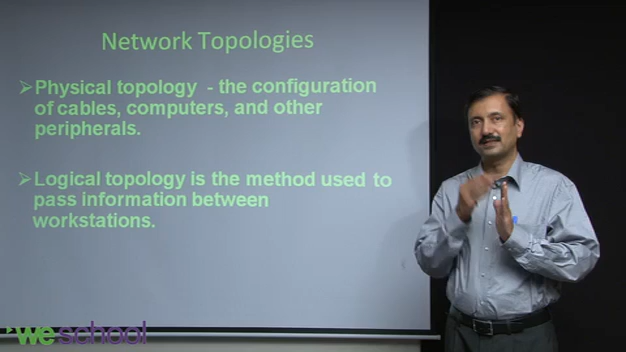 Network Topologies
➢Physical topology - the configuration
of cables, computers, and other
peripherals.
➢Logical topology is the method used to
pass information between
workstations.
weschool